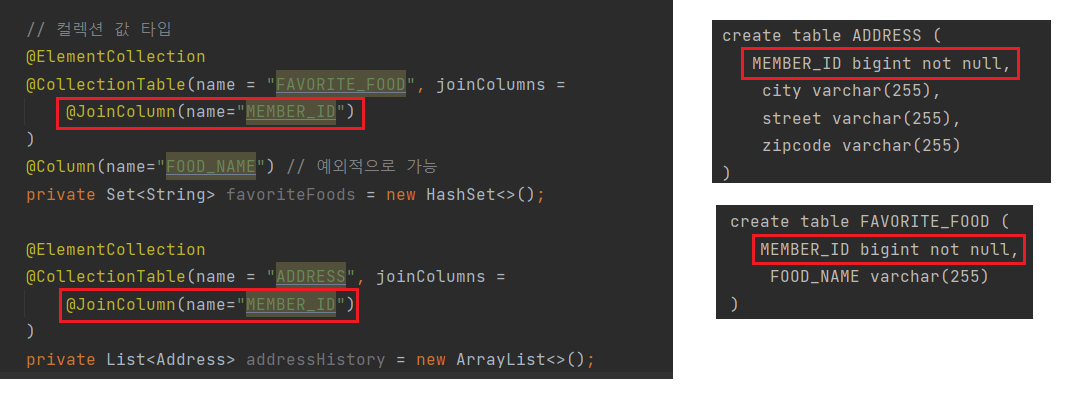 // 컬렉션 값 타입
@ElementCollection
@CollectionTable(name = "FAVORITE_FOOD", joinColumns =
@JoinColumn(name="MEMBER_ID")
)
@Column(name="FOOD_NAME") // 예외적으로 가능
private Set<String> favoriteFoods = new HashSet<>();
@ElementCollection
@CollectionTable(name = "ADDRESS", joinColumns =
@JoinColumn(name="MEMBER_ID")
)
private List<Address> addressHistory = new ArrayList<>();
create table ADDRESS (
MEMBER_ID bigint not null,
city varchar(255),
street varchar(255),
zipcode varchar(255)
)
create table FAVORITE_FOOD (
MEMBER_ID bigint not null,
FOOD_NAME varchar(255)
)